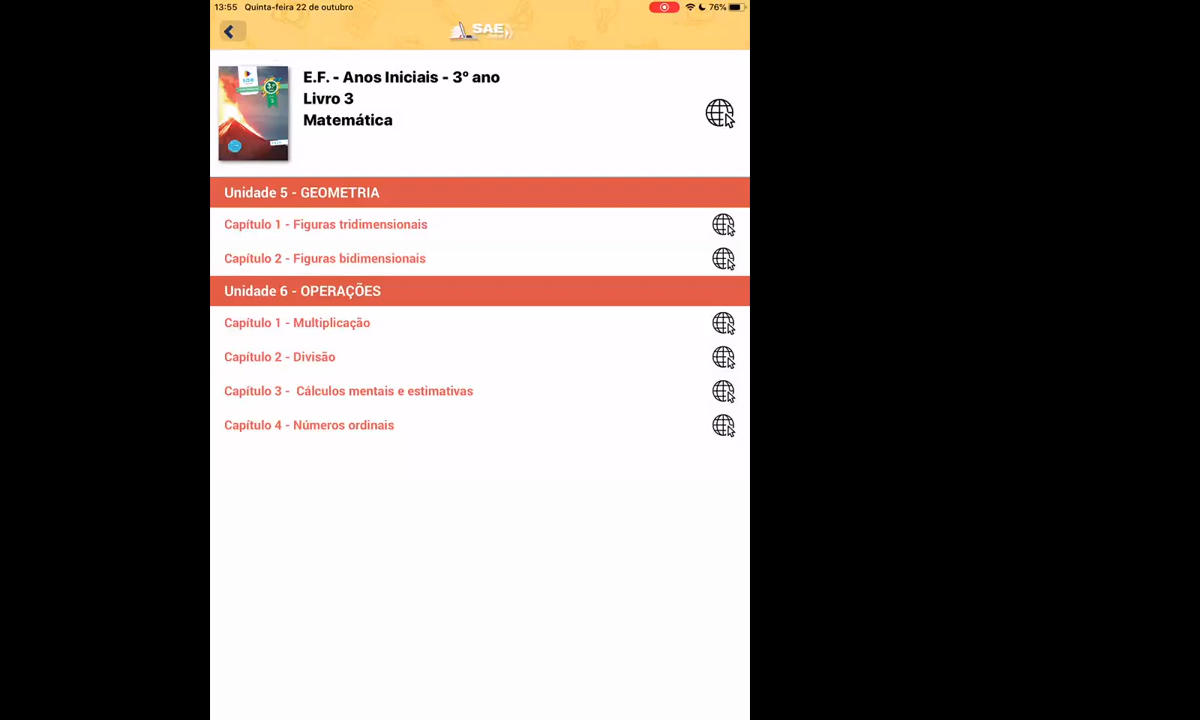 13:55 Quinta-feira 22 de outubro 76%
SAE
E.F. - Anos Iniciais - 3º ano
Livro 3
Matemática
Unidade 5 - GEOMETRIA
Capítulo 1 - Figuras tridimensionais
Capítulo 2 - Figuras bidimensionais
Unidade 6 - OPERAÇÕES
Capítulo 1 - Multiplicação
Capítulo 2 - Divisão
Capítulo 3 - Cálculos mentais e estimativas
Capítulo 4 - Números ordinais